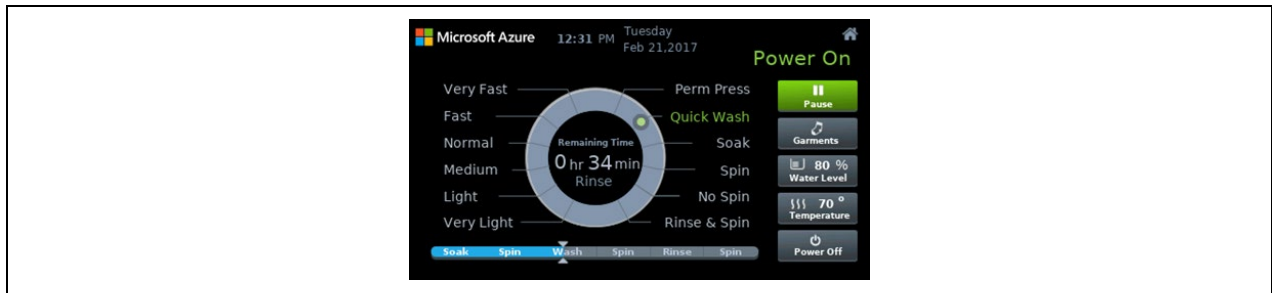 Microsoft Azure
12:31 PM
Tuesday
Feb 21,2017
Power On
Very Fast
Fast
Normal
Medium
Light
Very Light
Remaining Time
0 hr 34 min
Rinse
Perm Press
Quick Wash
Soak
Spin
No Spin
Rinse & Spin
Pause
Garments
80 %
Water Level
70 °
Temperature
Power Off
Soak Spin Wash Spin Rinse Spin